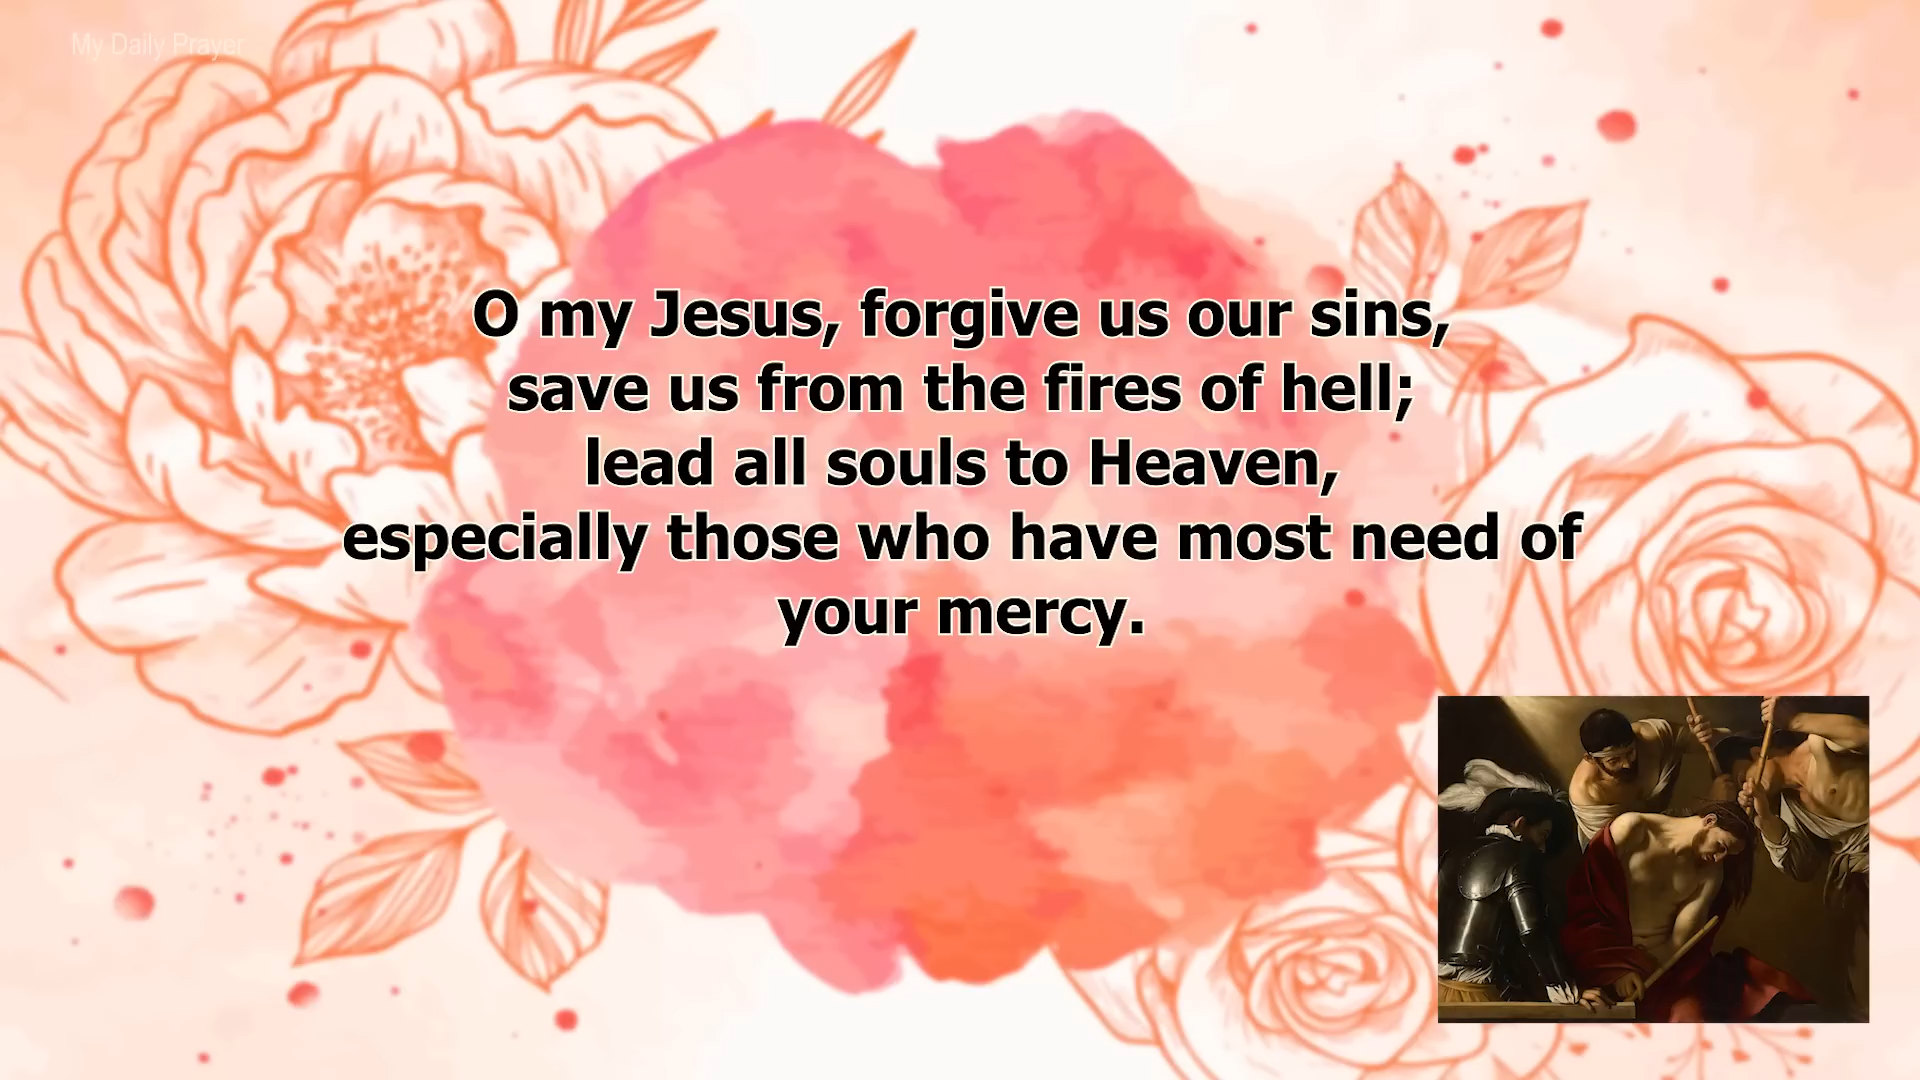 My Daily Prayer
O my Jesus, forgive us our sins,
save us from the fires of hell;
lead all souls to Heaven,
especially those who have most need of
your mercy.